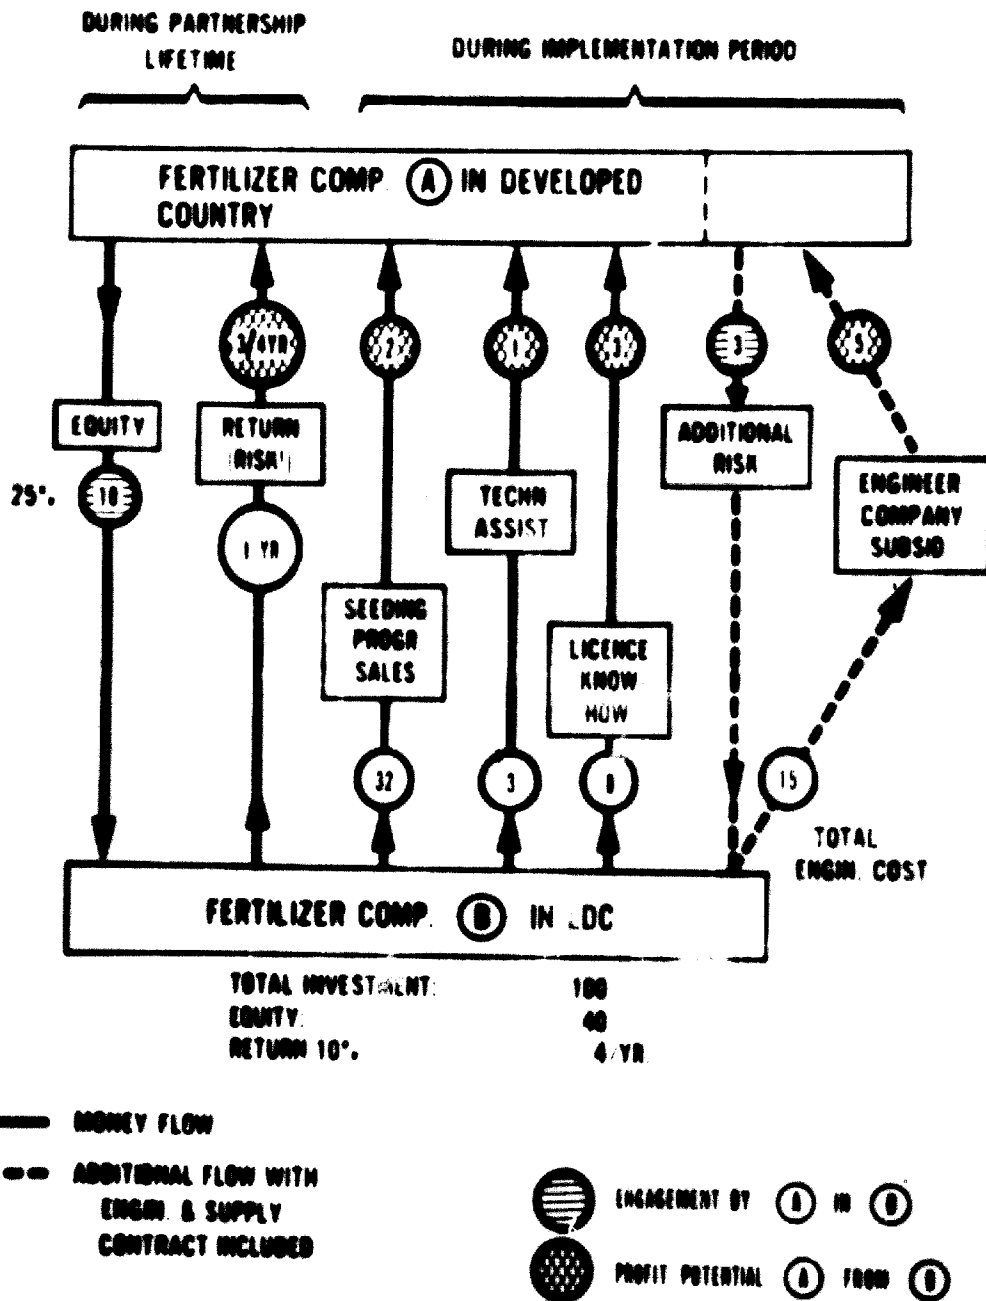 DURING PARTNERSHIP
LIFETIME
DURING IMPLEMENTATION PERIOD
FERTILIZER COMP. A IN DEVELOPED
COUNTRY
3/4YR
2
1
3
3
5
EQUITY
RETURN
(RISK!)
ADDITIONAL
RISK
25%
10
TECHN
ASSIST
ENGINEER
COMPANY
SUBSID
1 YR
SEEDING
PROGR
SALES
LICENCE
KNOW
HOW
32
3
15
TOTAL
ENGIN. COST
FERTILIZER COMP. B IN LDC
TOTAL INVESTMENT: 100
EQUITY: 40
RETURN 10%. 4/YR
MONEY FLOW
ADDITIONAL FLOW WITH
ENGIN. & SUPPLY
CONTRACT INCLUDED
ENGAGEMENT BY A IN B
PROFIT POTENTIAL A FROM B